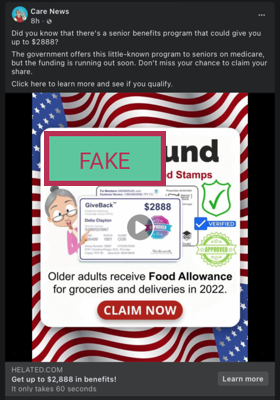 Care News
8h
Did you know that there's a senior benefits program that could give you
up to $2888?
The government offers this little-known program to seniors on medicare,
but the funding is running out soon. Don't miss your chance to claim your
share.
Click here to learn more and see if you qualify.
FAKE
und
d Stamps
GiveBack™
$2888
Delia Clayton
VERIFIED
APPROVED
Older adults receive Food Allowance
for groceries and deliveries in 2022.
CLAIM NOW
HELATED.COM
Get up to $2,888 in benefits!
It only takes 60 seconds
Learn more